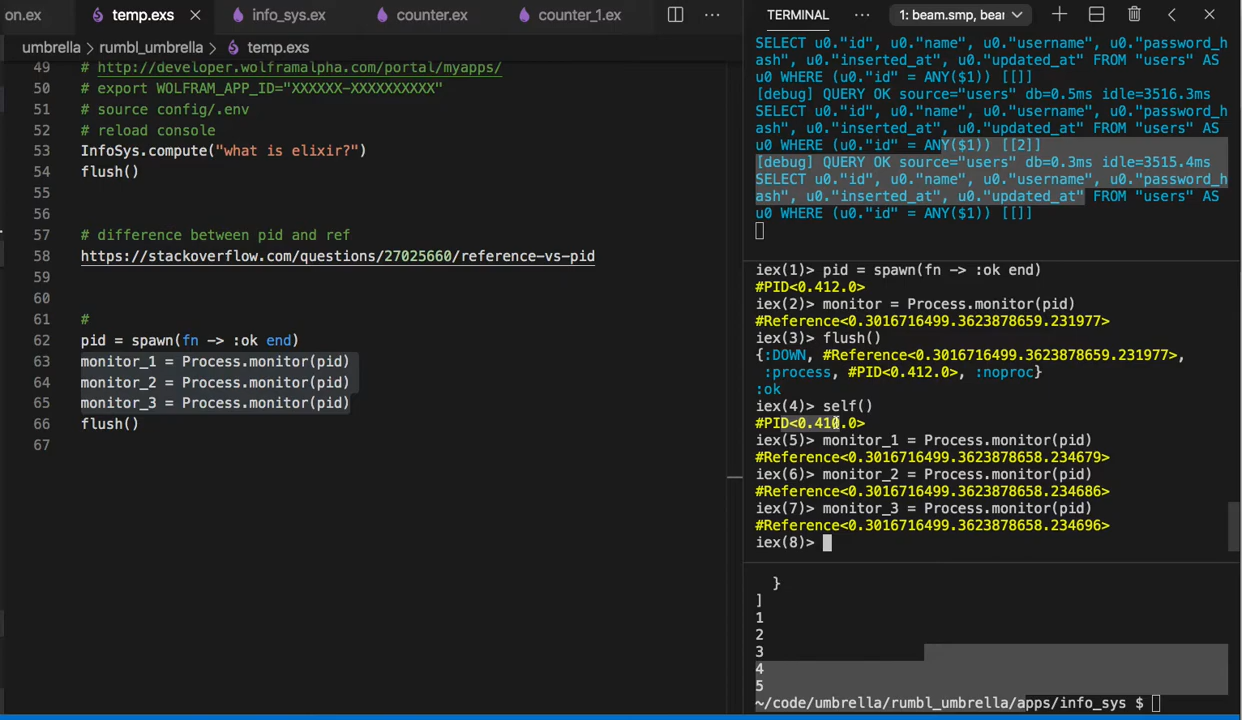 on.ex
temp.exs
info_sys.ex
counter.ex
counter_1.ex
umbrella > rumbl_umbrella > temp.exs
49 # http://developer.wolframalpha.com/portal/myapps/
50 # export WOLFRAM_APP_ID="XXXXXX-XXXXXXXXXX"
51 # source config/.env
52 # reload console
53 InfoSys.compute("what is elixir?")
54 flush()
55
56
57 # difference between pid and ref
58 https://stackoverflow.com/questions/27025660/reference-vs-pid
59
60
61 #
62 pid = spawn(fn -> :ok end)
63 monitor_1 = Process.monitor(pid)
64 monitor_2 = Process.monitor(pid)
65 monitor_3 = Process.monitor(pid)
66 flush()
67
TERMINAL ··· 1: beam.smp, bear
SELECT u0."id", u0."name", u0."username", u0."password_h
ash", u0."inserted_at", u0."updated_at" FROM "users" AS
u0 WHERE (u0."id" = ANY($1)) [[]]
[debug] QUERY OK source="users" db=0.5ms idle=3516.3ms
SELECT u0."id", u0."name", u0."username", u0."password_h
ash", u0."inserted_at", u0."updated_at" FROM "users" AS
u0 WHERE (u0."id" = ANY($1)) [[2]]
[debug] QUERY OK source="users" db=0.3ms idle=3515.4ms
SELECT u0."id", u0."name", u0."username", u0."password_h
ash", u0."inserted_at", u0."updated_at" FROM "users" AS
u0 WHERE (u0."id" = ANY($1)) [[]]
iex(1)> pid = spawn(fn -> :ok end)
#PID<0.412.0>
iex(2)> monitor = Process.monitor(pid)
#Reference<0.3016716499.3623878659.231977>
iex(3)> flush()
{:DOWN, #Reference<0.3016716499.3623878659.231977>,
:process, #PID<0.412.0>, :noproc}
:ok
iex(4)> self()
#PID<0.410.0>
iex(5)> monitor_1 = Process.monitor(pid)
#Reference<0.3016716499.3623878658.234679>
iex(6)> monitor_2 = Process.monitor(pid)
#Reference<0.3016716499.3623878658.234686>
iex(7)> monitor_3 = Process.monitor(pid)
#Reference<0.3016716499.3623878658.234696>
iex(8)>
}
]
1
2
3
4
5
~/code/umbrella/rumbl_umbrella/apps/info_sys $